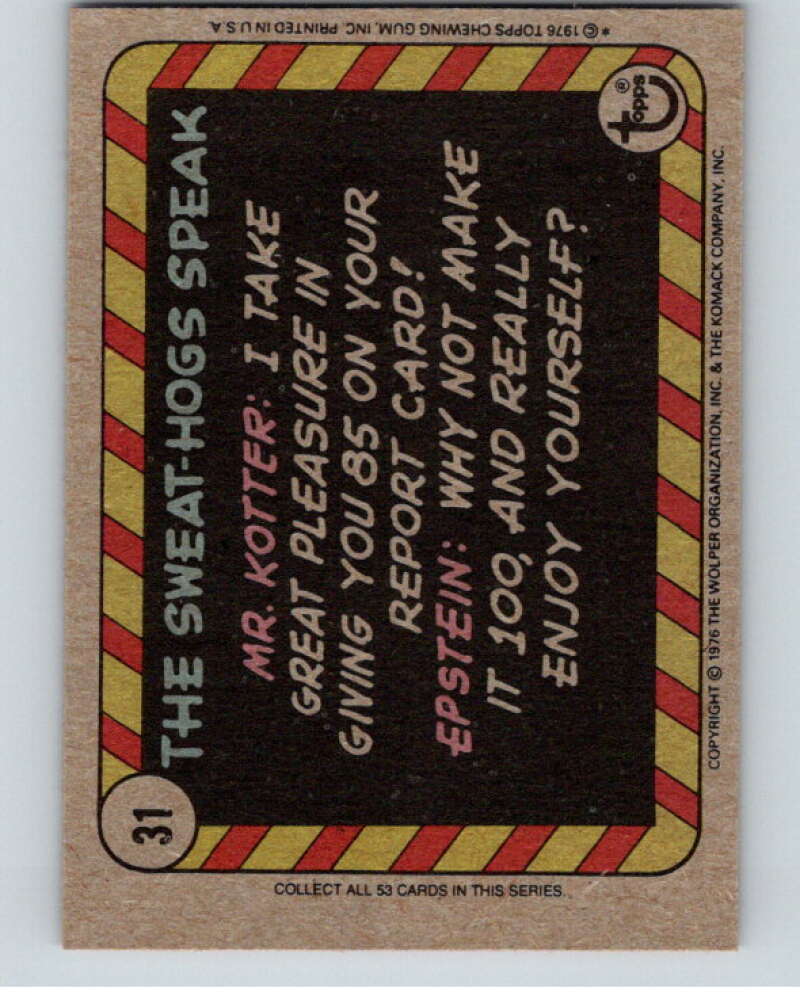 31
THE SWEAT-HOGS SPEAK
MR. KOTTER: I TAKE
GREAT PLEASURE IN
GIVING YOU 85 ON YOUR
REPORT CARD!
EPSTEIN: WHY NOT MAKE
IT 100, AND REALLY
ENJOY YOURSELF?
topps®
COLLECT ALL 53 CARDS IN THIS SERIES.
COPYRIGHT © 1976 THE WOLPER ORGANIZATION, INC. & THE KOMACK COMPANY, INC.
*© 1976 TOPPS CHEWING GUM, INC. PRINTED IN U.S.A.